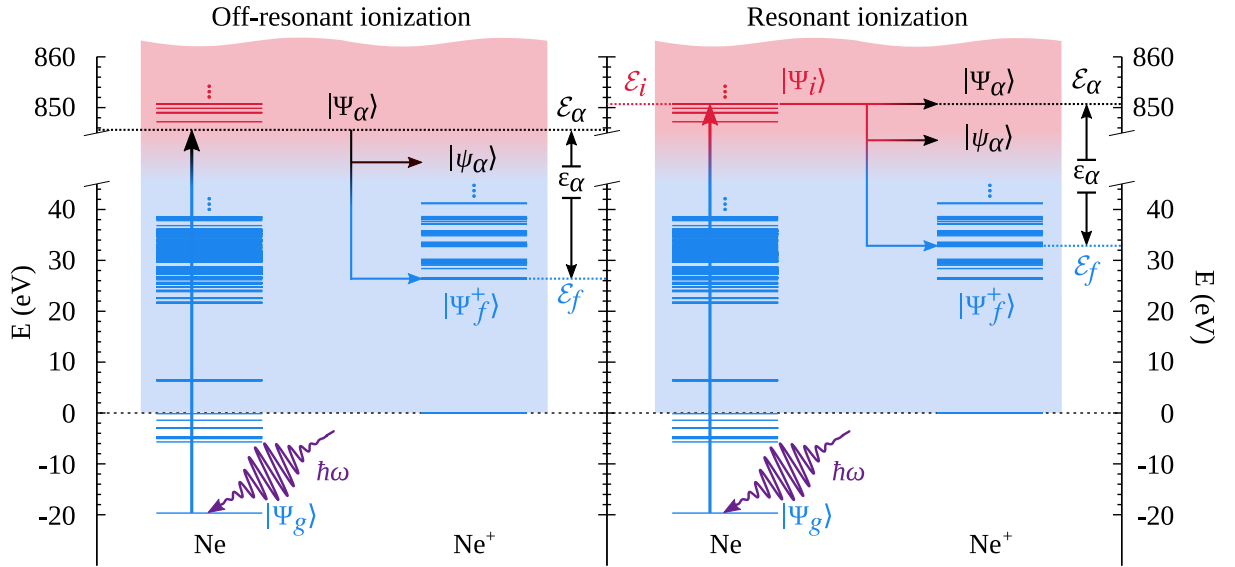 Off-resonant ionization
Resonant ionization
E (eV)
860
850
40
30
20
10
0
-10
-20
|Ψα⟩
|ψα⟩
|Ψ+f⟩
|Ψg⟩
ħω
Ne
Ne+
ℰα
εα
ℰf
ℰi
|Ψi⟩
|Ψα⟩
|ψα⟩
|Ψ+f⟩
|Ψg⟩
ħω
Ne
Ne+
ℰα
εα
ℰf
860
850
40
30
20
10
0
-10
-20
E (eV)